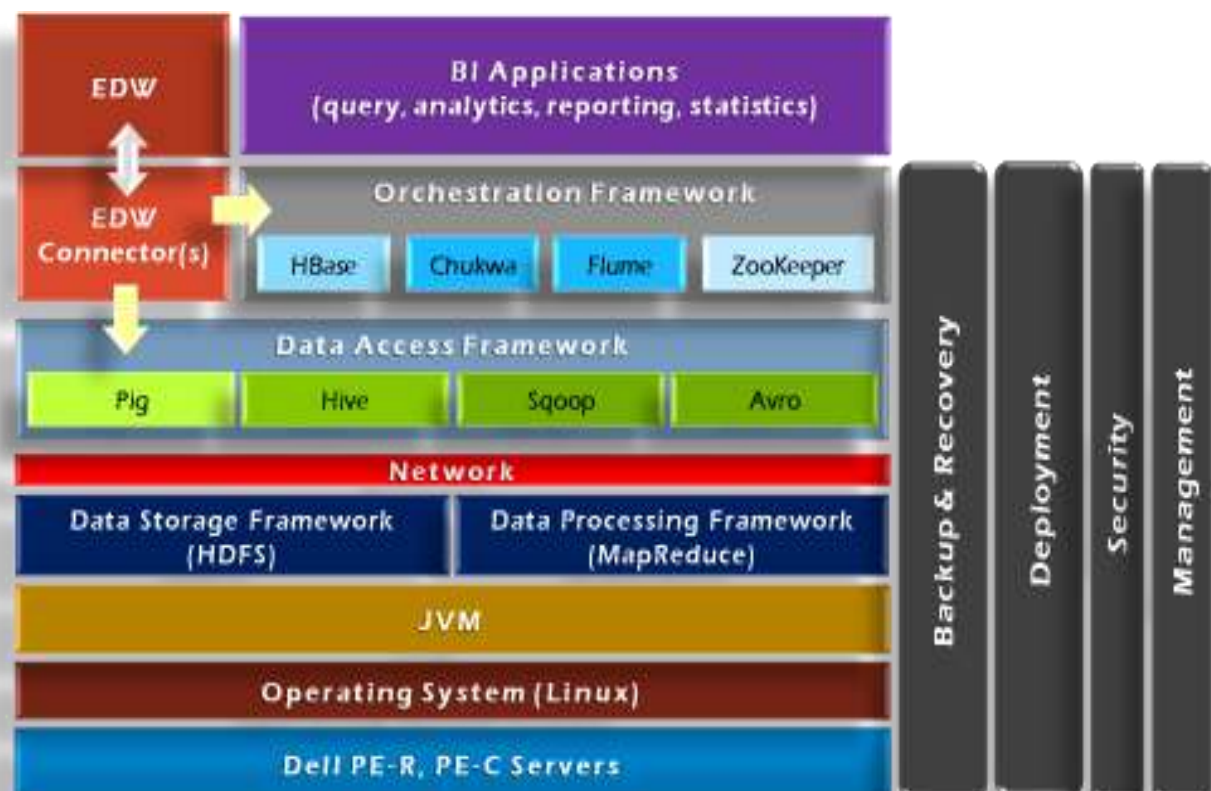 EDW
BI Applications
(query, analytics, reporting, statistics)
EDW
Connector(s)
Orchestration Framework
HBase
Chukwa
Flume
ZooKeeper
Data Access Framework
Pig
Hive
Sqoop
Avro
Network
Data Storage Framework
(HDFS)
Data Processing Framework
(MapReduce)
JVM
Operating System (Linux)
Dell PE-R, PE-C Servers
Backup & Recovery
Deployment
Security
Management